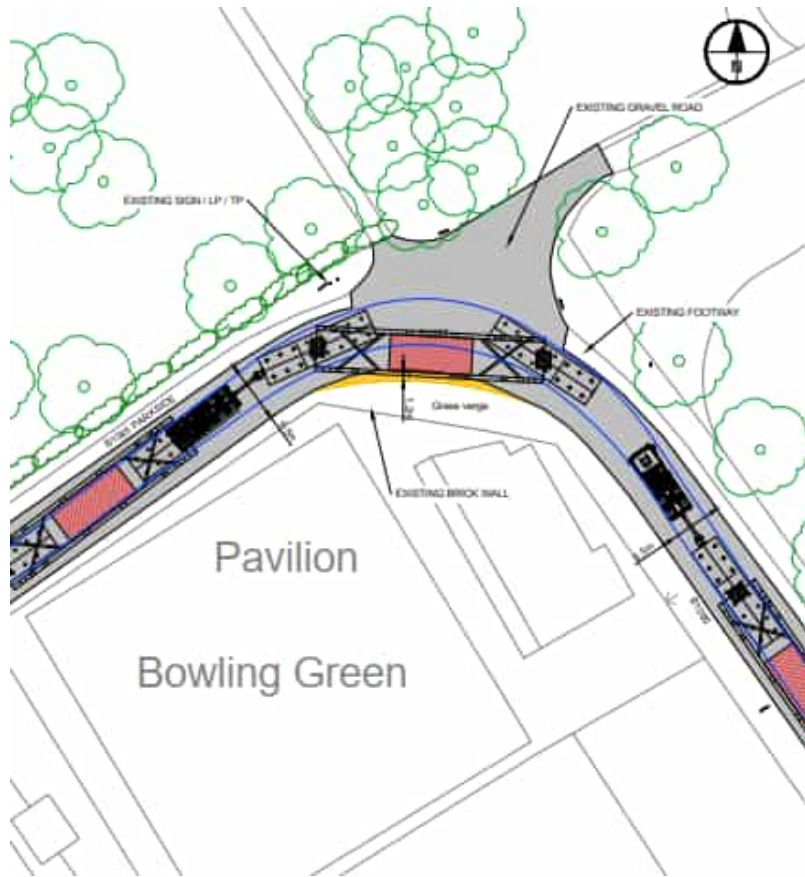 N
EXISTING GRAVEL ROAD
EXISTING SIGN / LP / TP
EXISTING FOOTWAY
Grass verge
EXISTING BRICK WALL
Pavilion
Bowling Green